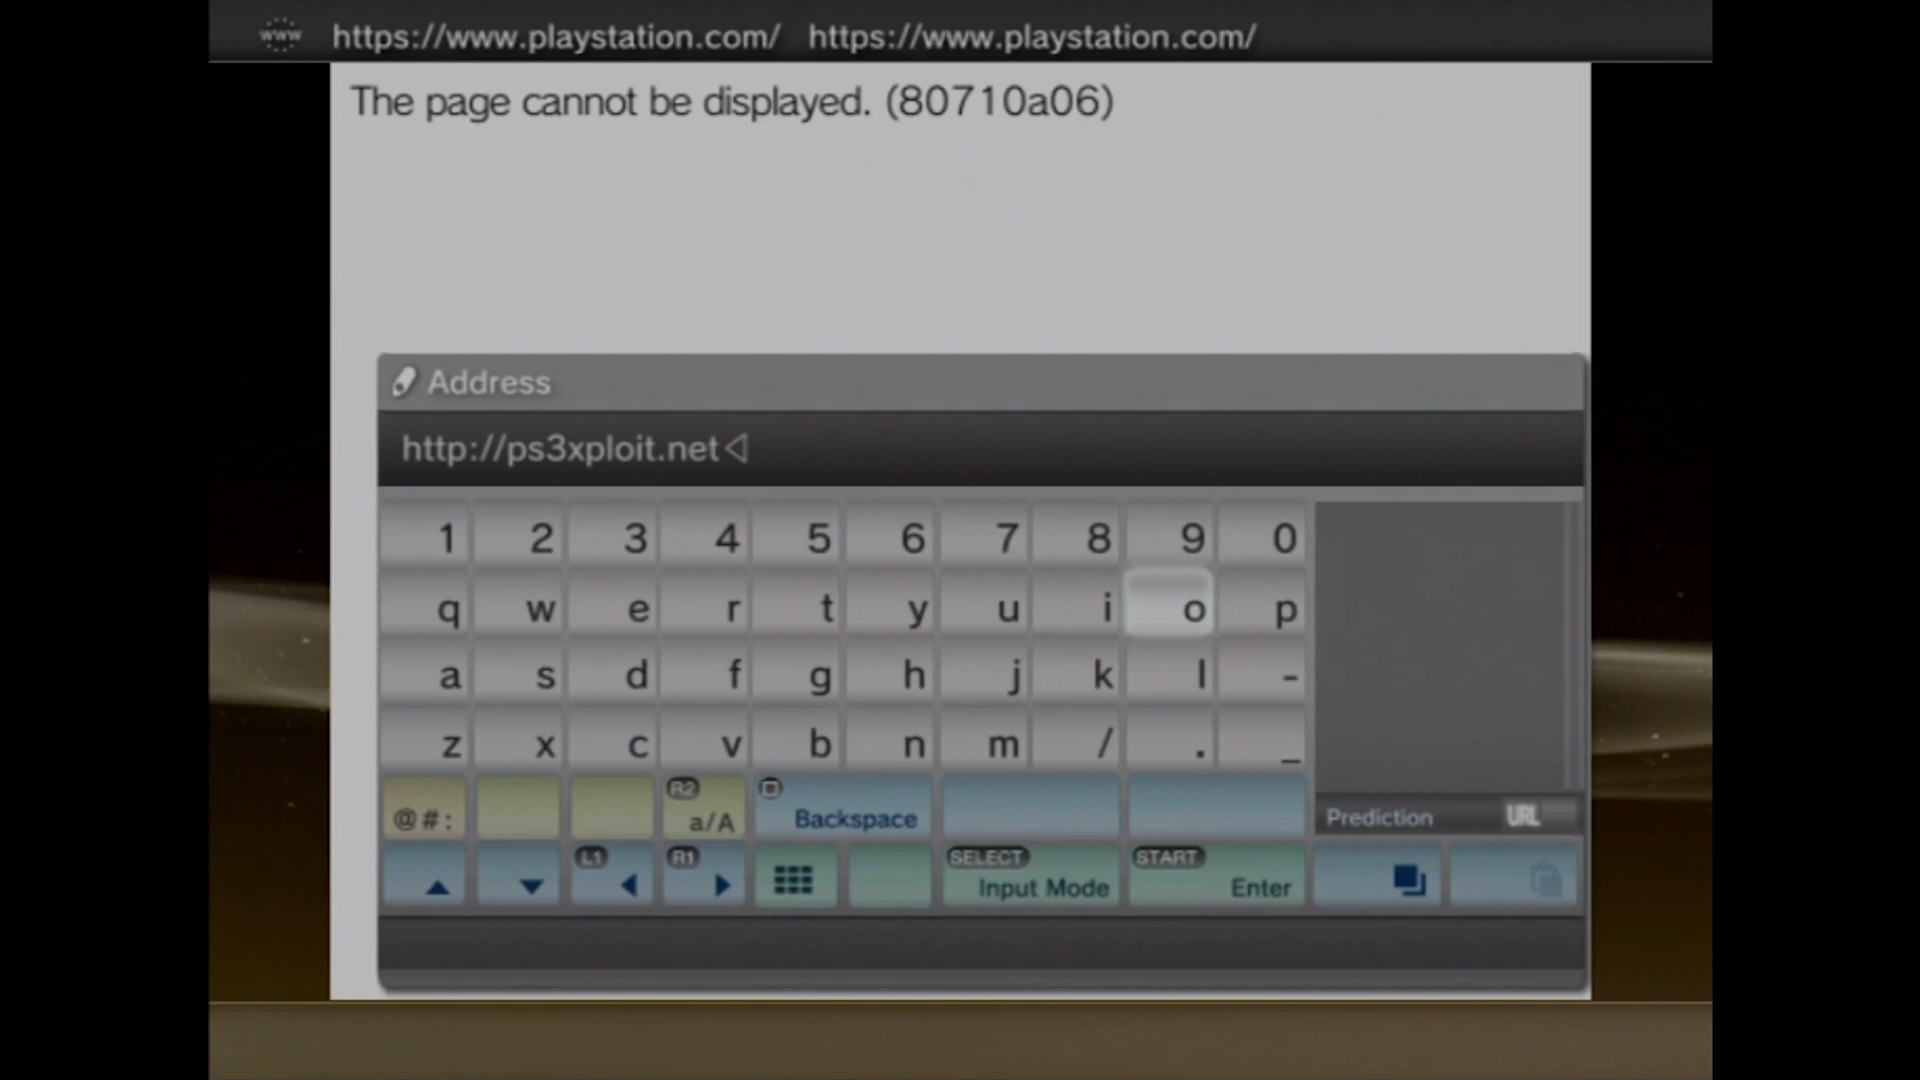 www https://www.playstation.com/ https://www.playstation.com/
The page cannot be displayed. (80710a06)
Address
http://ps3xploit.net
1 2 3 4 5 6 7 8 9 0
q w e r t y u i o p
a s d f g h j k l -
z x c v b n m / . _
@#: R2 a/A Backspace
Prediction URL
L1 R1 SELECT Input Mode START Enter